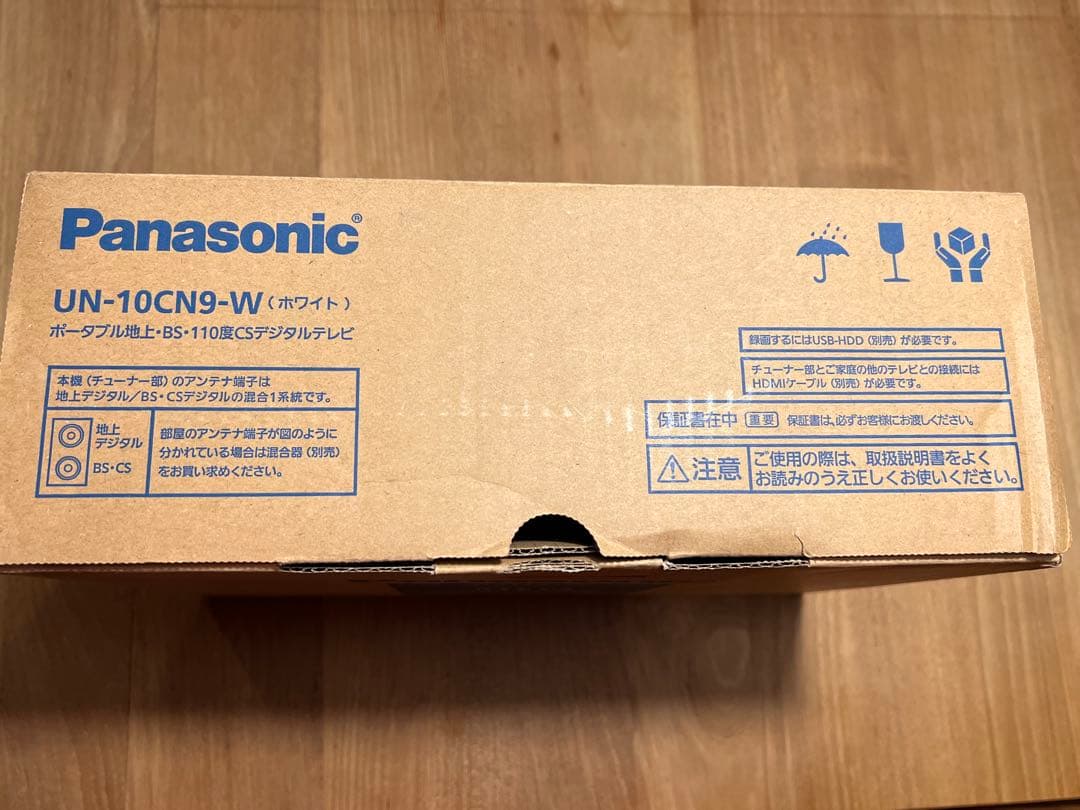 Panasonic®
UN-10CN9-W（ホワイト）
ポータブル地上・BS・110度CSデジタルテレビ
本機（チューナー部）のアンテナ端子は
地上デジタル／BS・CSデジタルの混合1系統です。
地上
デジタル
BS・CS
部屋のアンテナ端子が図のように
分かれている場合は混合器（別売）
をお買い求めください。
録画するにはUSB-HDD（別売）が必要です。
チューナー部とご家庭の他のテレビとの接続には
HDMIケーブル（別売）が必要です。
保証書在中 重要 保証書は、必ずお客様にお渡しください。
注意 ご使用の際は、取扱説明書をよく
お読みのうえ正しくお使いください。